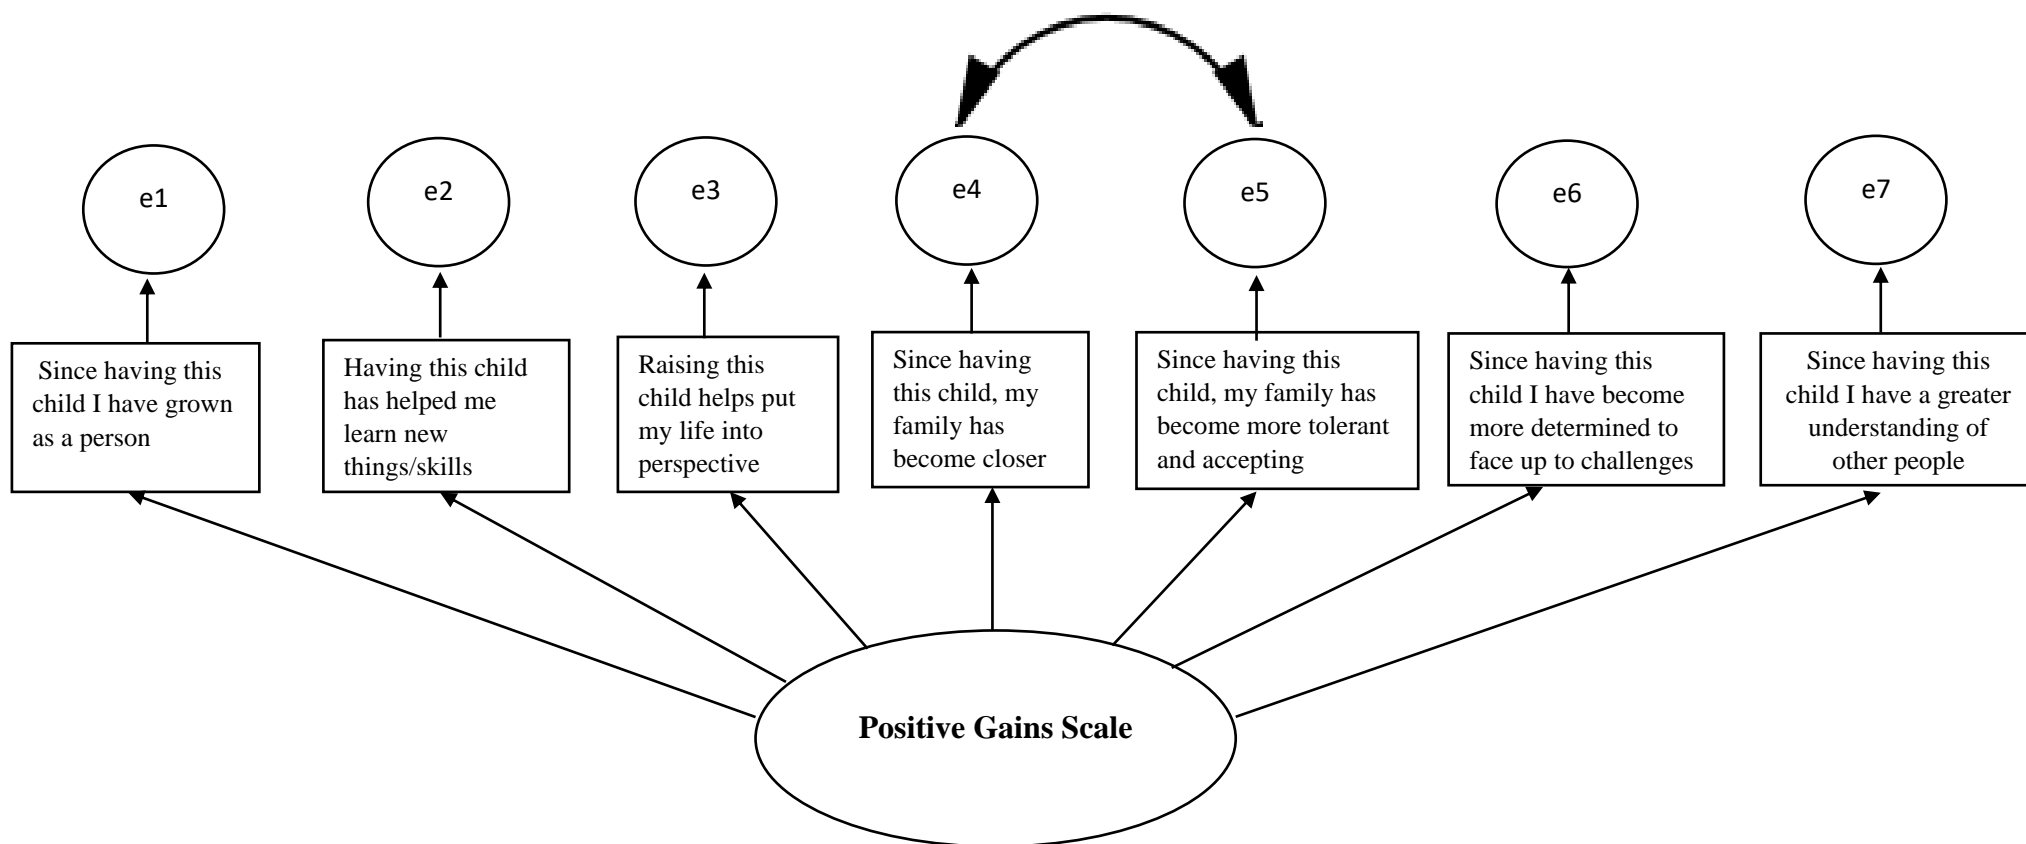 e1
e2
e3
e4
e5
e6
e7
Since having this
child I have grown
as a person
Having this child
has helped me
learn new
things/skills
Raising this
child helps put
my life into
perspective
Since having
this child, my
family has
become closer
Since having this
child, my family has
become more tolerant
and accepting
Since having this
child I have become
more determined to
face up to challenges
Since having this
child I have a greater
understanding of
other people
Positive Gains Scale